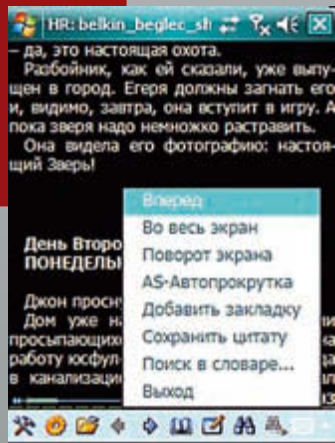 HR: belkin_beglec_sh
– да, это настоящая охота.
Разбойник, как ей сказали, уже выпу-
щен в город. Егеря должны загнать его
и, видимо, завтра, она вступит в игру. А
пока зверя надо немножко растравить.
Она видела его фотографию: настоя-
щий Зверь!
Вперед
Во весь экран
Поворот экрана
AS-Автопрокрутка
Добавить закладку
Сохранить цитату
Поиск в словаре...
Выход
День Второ
ПОНЕДЕЛЬ
Джон просну
Дом уже на
просыпающих
работу юсфул
в канализаци